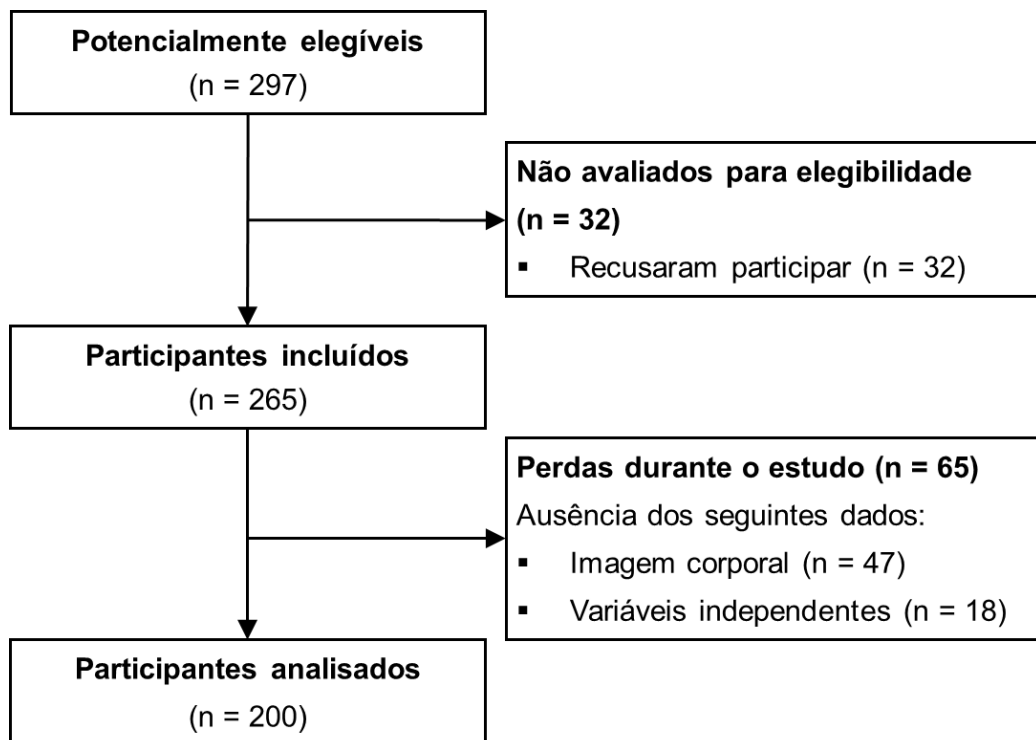 Potencialmente elegíveis
(n = 297)
Não avaliados para elegibilidade
(n = 32)
▪ Recusaram participar (n = 32)
Participantes incluídos
(n = 265)
Perdas durante o estudo (n = 65)
Ausência dos seguintes dados:
▪ Imagem corporal (n = 47)
▪ Variáveis independentes (n = 18)
Participantes analisados
(n = 200)